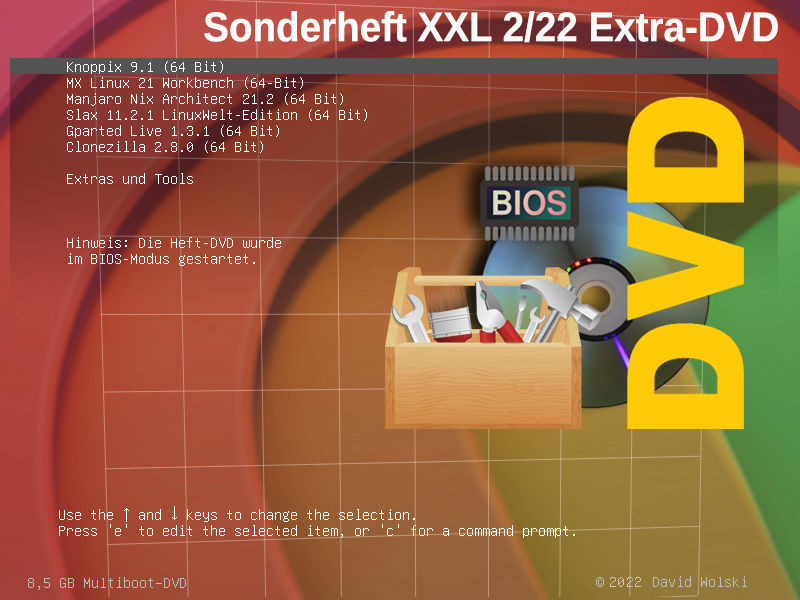 Sonderheft XXL 2/22 Extra-DVD
Knoppix 9.1 (64 Bit)
MX Linux 21 Workbench (64-Bit)
Manjaro Nix Architect 21.2 (64 Bit)
Slax 11.2.1 LinuxWelt-Edition (64 Bit)
Gparted Live 1.3.1 (64 Bit)
Clonezilla 2.8.0 (64 Bit)
Extras und Tools
BIOS
DVD
Hinweis: Die Heft-DVD wurde
im BIOS-Modus gestartet.
Use the ↑ and ↓ keys to change the selection.
Press 'e' to edit the selected item, or 'c' for a command prompt.
8,5 GB Multiboot-DVD
© 2022 David Wolski